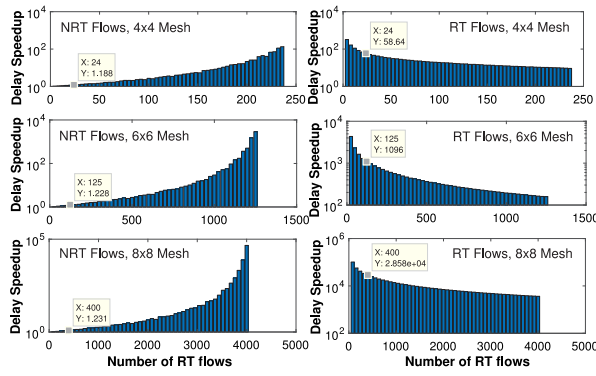 NRT Flows, 4x4 Mesh
Delay Speedup
10^4
10^2
10^0
X: 24
Y: 1.188
0 50 100 150 200 250
RT Flows, 4x4 Mesh
Delay Speedup
10^4
10^2
10^0
X: 24
Y: 58.64
0 50 100 150 200 250
NRT Flows, 6x6 Mesh
Delay Speedup
10^4
10^2
10^0
X: 125
Y: 1.228
0 500 1000 1500
RT Flows, 6x6 Mesh
Delay Speedup
10^4
10^3
10^2
X: 125
Y: 1096
0 500 1000 1500
NRT Flows, 8x8 Mesh
Delay Speedup
10^5
10^0
X: 400
Y: 1.231
0 1000 2000 3000 4000 5000
Number of RT flows
RT Flows, 8x8 Mesh
Delay Speedup
10^6
10^4
10^2
X: 400
Y: 2.858e+04
0 1000 2000 3000 4000 5000
Number of RT flows